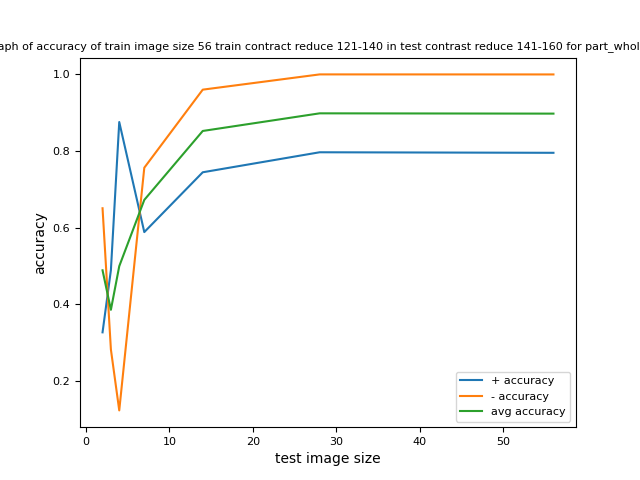 of accuracy of train image size 56 train contract reduce 121-140 in test contrast reduce 141-160 for
1.0
0.8
0.6
0.4
0.2
accuracy
+ accuracy
- accuracy
avg accuracy
0 10 20 30 40 50
test image size